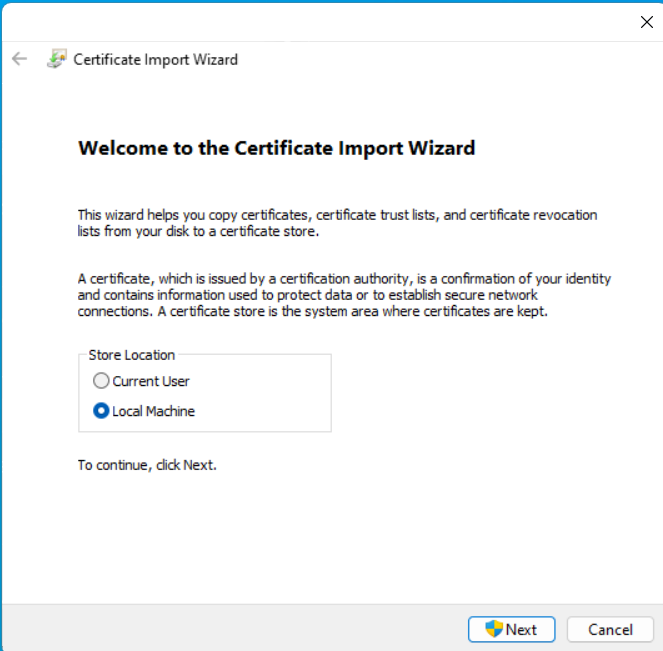 Certificate Import Wizard
Welcome to the Certificate Import Wizard
This wizard helps you copy certificates, certificate trust lists, and certificate revocation
lists from your disk to a certificate store.
A certificate, which is issued by a certification authority, is a confirmation of your identity
and contains information used to protect data or to establish secure network
connections. A certificate store is the system area where certificates are kept.
Store Location
Current User
Local Machine
To continue, click Next.
Next
Cancel